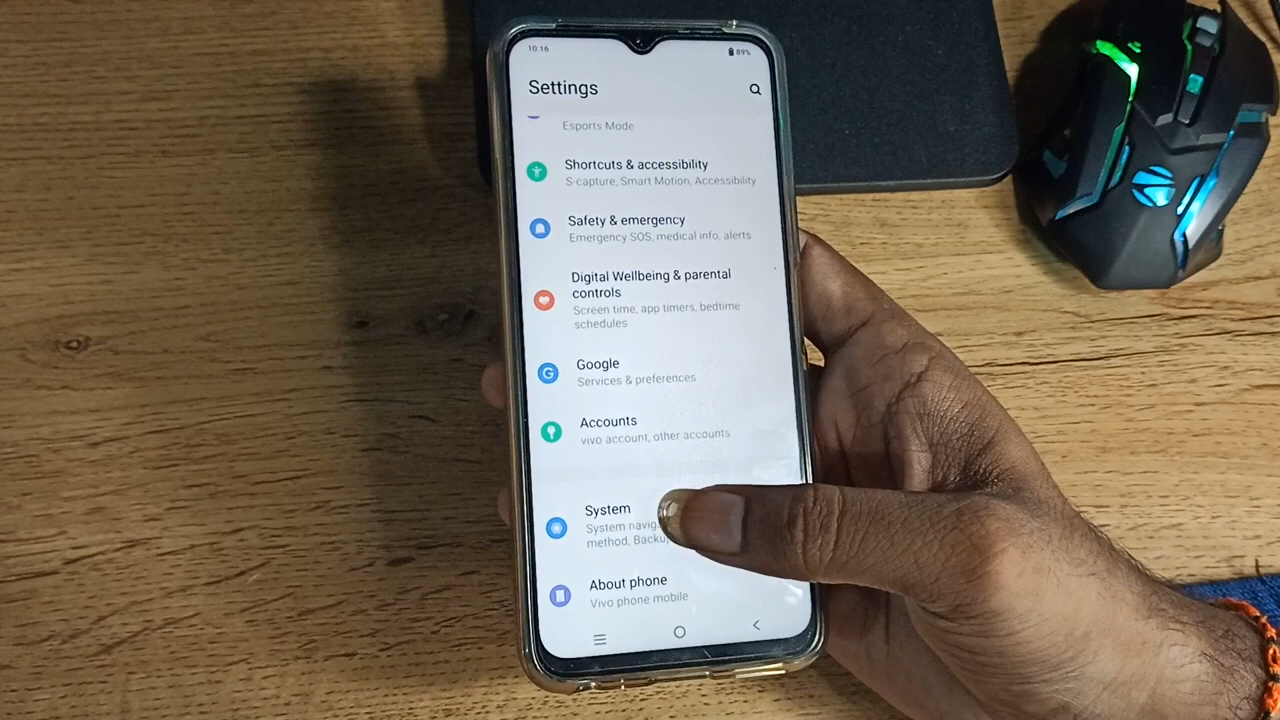 10:16
89%
Settings
Esports Mode
Shortcuts & accessibility
S-capture, Smart Motion, Accessibility
Safety & emergency
Emergency SOS, medical info, alerts
Digital Wellbeing & parental
controls
Screen time, app timers, bedtime
schedules
Google
Services & preferences
Accounts
vivo account, other accounts
System
System
method,
About phone
Vivo phone mobile